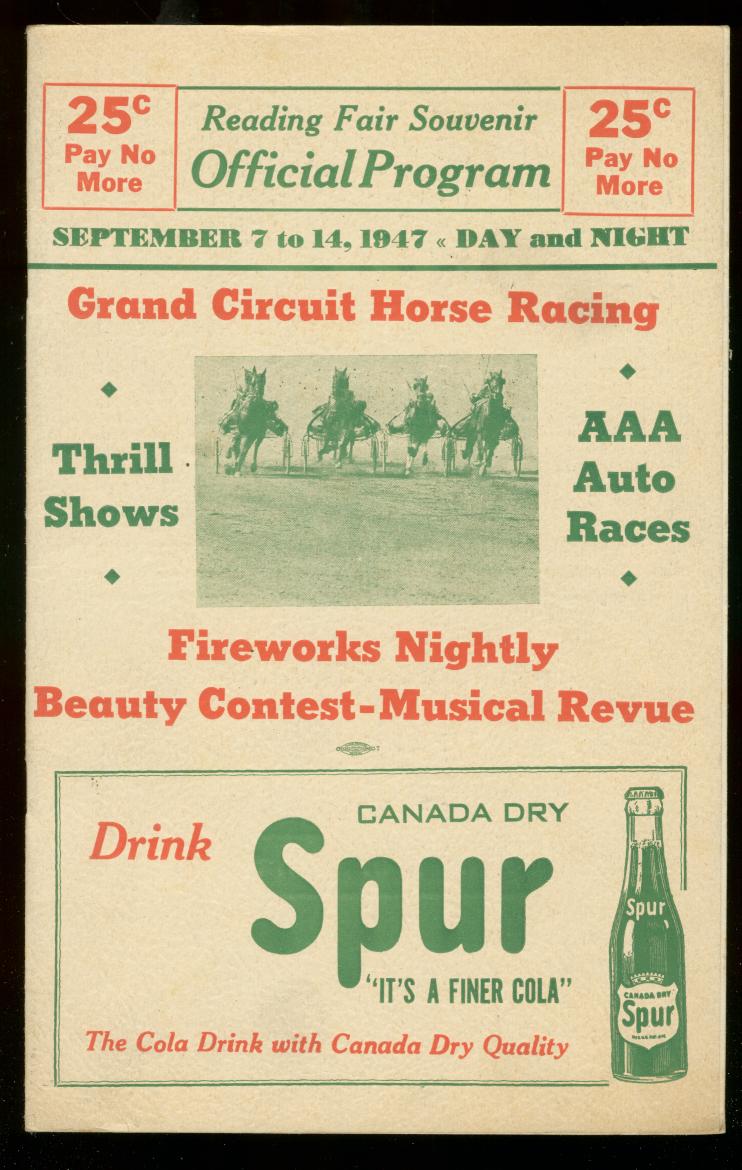 25¢
Pay No
More
Reading Fair Souvenir
Official Program
25¢
Pay No
More
SEPTEMBER 7 to 14, 1947 « DAY and NIGHT
Grand Circuit Horse Racing
Thrill
Shows
AAA
Auto
Races
Fireworks Nightly
Beauty Contest-Musical Revue
Drink
CANADA DRY
Spur
"IT'S A FINER COLA"
The Cola Drink with Canada Dry Quality
Spur
CANADA DRY
Spur